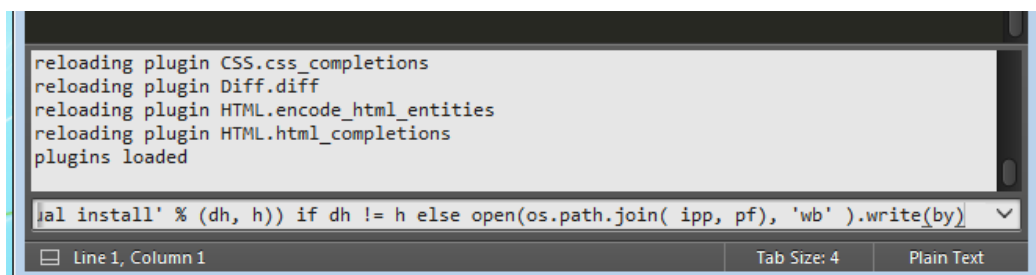 reloading plugin CSS.css_completions
reloading plugin Diff.diff
reloading plugin HTML.encode_html_entities
reloading plugin HTML.html_completions
plugins loaded
ual install' % (dh, h)) if dh != h else open(os.path.join( ipp, pf), 'wb' ).write(by)
Line 1, Column 1 Tab Size: 4 Plain Text